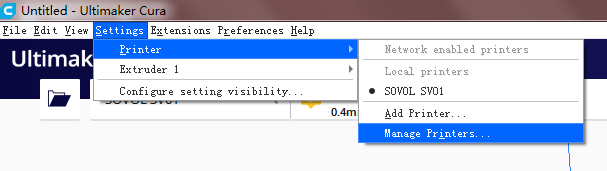 Untitled - Ultimaker Cura
File Edit View Settings Extensions Preferences Help
Ultimaker
Printer
Extruder 1
Configure setting visibility...
Network enabled printers
Local printers
SOVOL SV01
Add Printer...
Manage Printers...
SOVOL SV01
0.4m